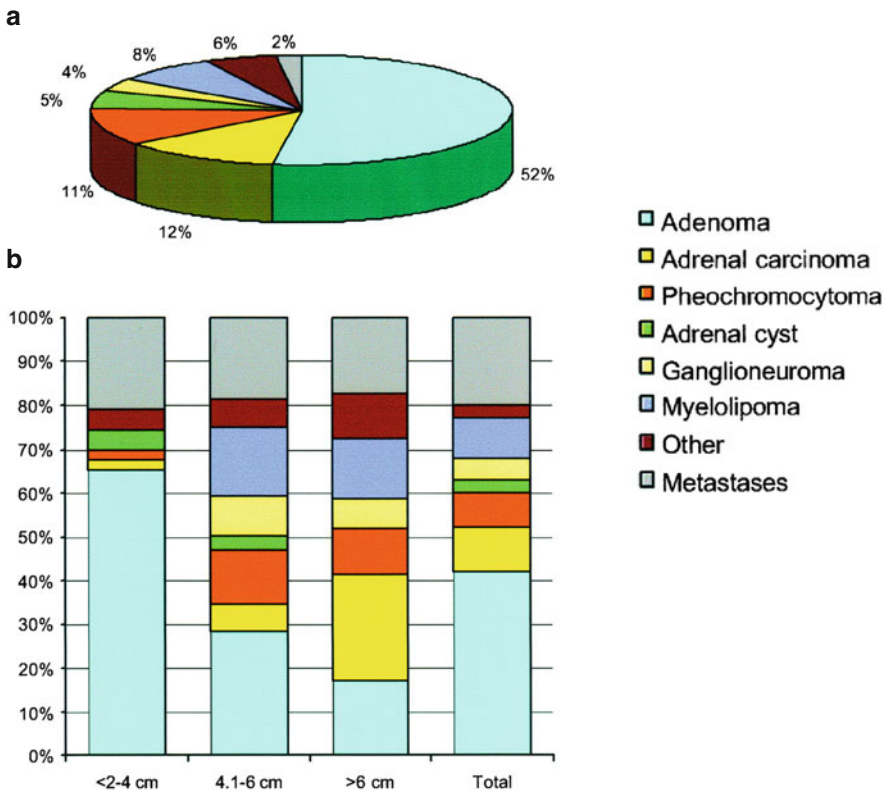 a
6%
2%
8%
4%
5%
11%
12%
52%
Adenoma
Adrenal carcinoma
Pheochromocytoma
Adrenal cyst
Ganglioneuroma
Myelolipoma
Other
Metastases
b
100%
90%
80%
70%
60%
50%
40%
30%
20%
10%
0%
<2-4 cm
4.1-6 cm
>6 cm
Total